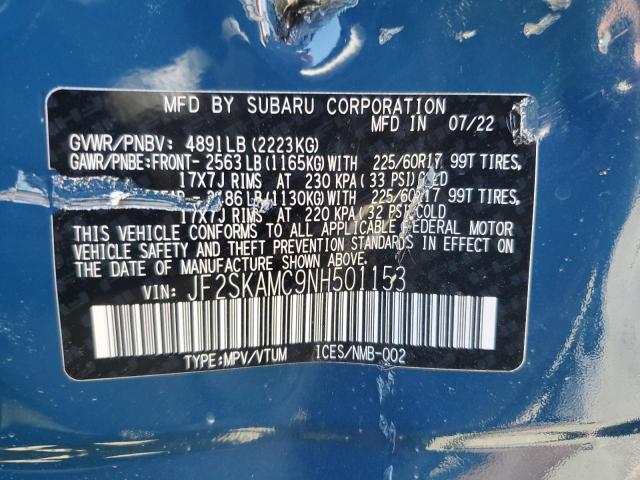 MFD BY SUBARU CORPORATION
MFD IN 07/22
GVWR/PNBV: 4891LB (2223KG)
GAWR/PNBE:FRONT- 2563 LB (1165KG)WITH 225/60R17 99T TIRES,
17X7J RIMS AT 230 KPA (33 PSI) COLD
86 LB (1130KG)WITH 225/60R17 99T TIRES,
17X7J RIMS AT 220 KPA (32 PSI) COLD
THIS VEHICLE CONFORMS TO ALL APPLICABLE FEDERAL MOTOR
VEHICLE SAFETY AND THEFT PREVENTION STANDARDS IN EFFECT ON
THE DATE OF MANUFACTURE SHOWN ABOVE.
VIN: JF2SKAMC9NH501153
TYPE:MPV/VTUM ICES/NMB-002